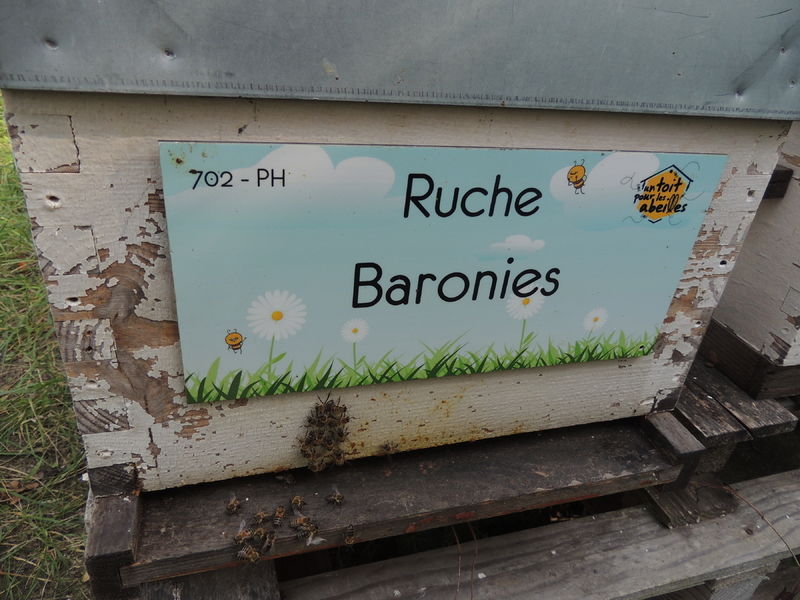 702 - PH
Ruche
Baronies
un toit
pour les
abeilles